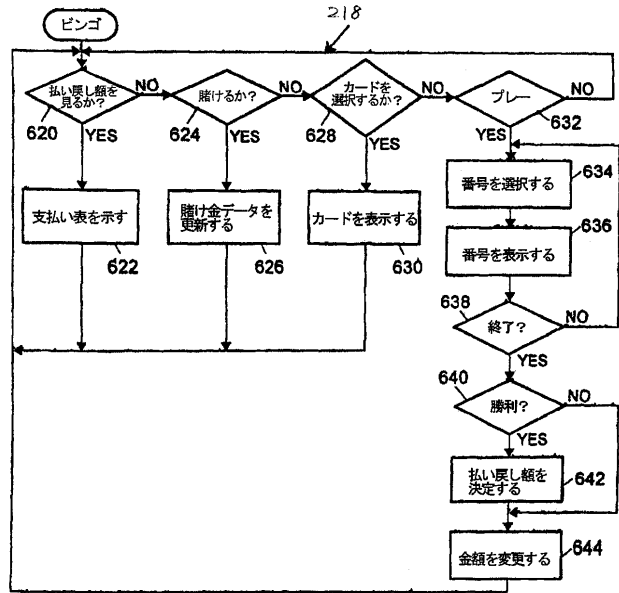 ビンゴ
218
払い戻し額を
見るか?
NO
620
YES
賭けるか?
NO
624
YES
カードを
選択するか?
NO
628
YES
プレー
NO
632
YES
支払い表を示す
622
賭け金データを
更新する
626
カードを表示する
630
番号を選択する
634
番号を表示する
636
638
終了?
NO
YES
640
勝利?
NO
YES
払い戻し額を
決定する
642
金額を変更する
644